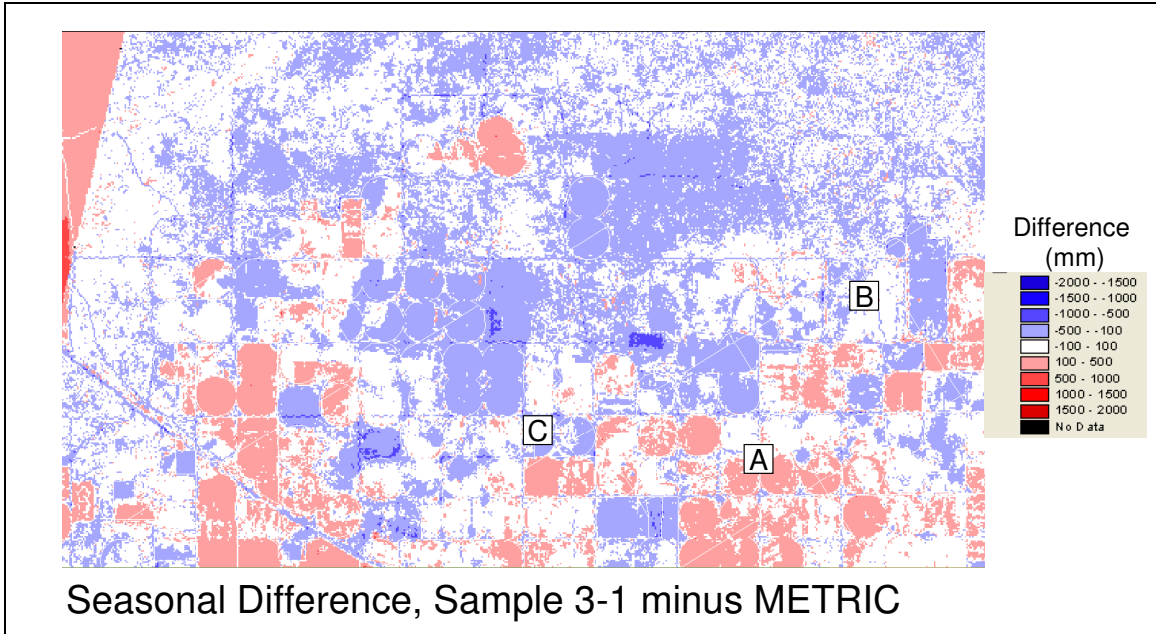 B
C
A
Difference
(mm)
-2000 - -1500
-1500 - -1000
-1000 - -500
-500 - -100
-100 - 100
100 - 500
500 - 1000
1000 - 1500
1500 - 2000
No Data
Seasonal Difference, Sample 3-1 minus METRIC